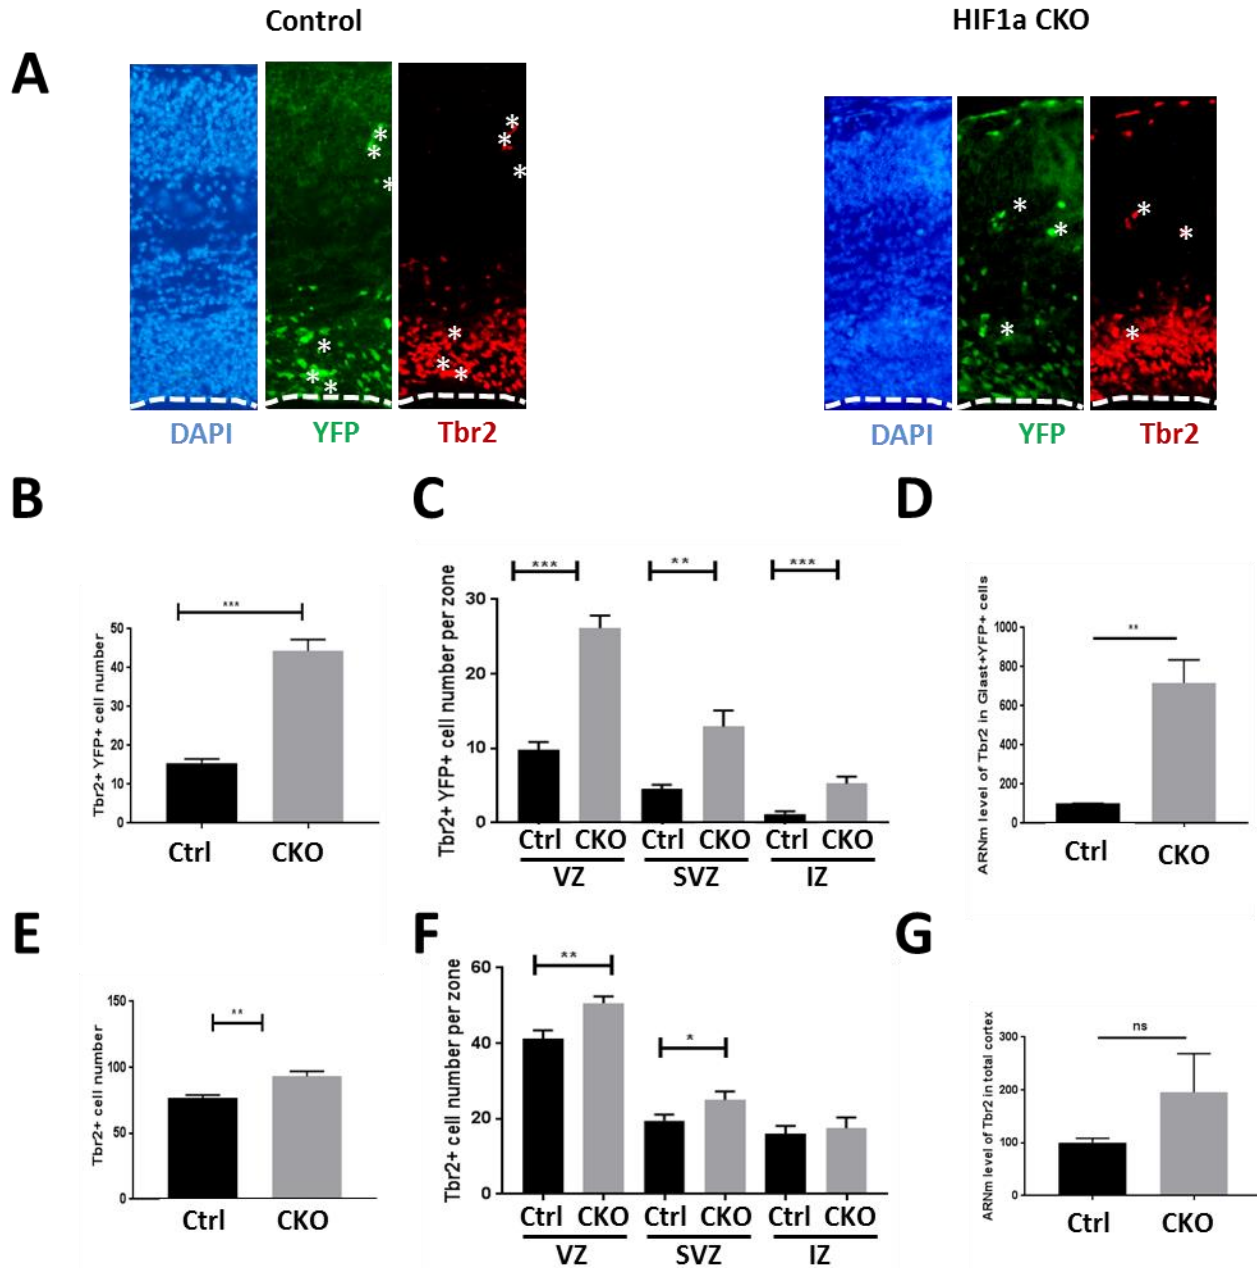 Control
HIF1a CKO
A
* * * * * *
* * * * * *
* * *
* * *
DAPI YFP Tbr2
DAPI YFP Tbr2
B
Tbr2+ YFP+ cell number
***
50
40
30
20
10
0
Ctrl CKO
C
Tbr2+ YFP+ cell number per zone
*** ** ***
30
20
10
0
Ctrl CKO Ctrl CKO Ctrl CKO
VZ SVZ IZ
D
ARNm level of Tbr2 in Glast+YFP+ cells
**
1000
800
600
400
200
0
Ctrl CKO
E
Tbr2+ cell number
**
150
100
50
0
Ctrl CKO
F
Tbr2+ cell number per zone
** *
60
40
20
0
Ctrl CKO Ctrl CKO Ctrl CKO
VZ SVZ IZ
G
ARNm level of Tbr2 in total cortex
ns
300
200
100
0
Ctrl CKO